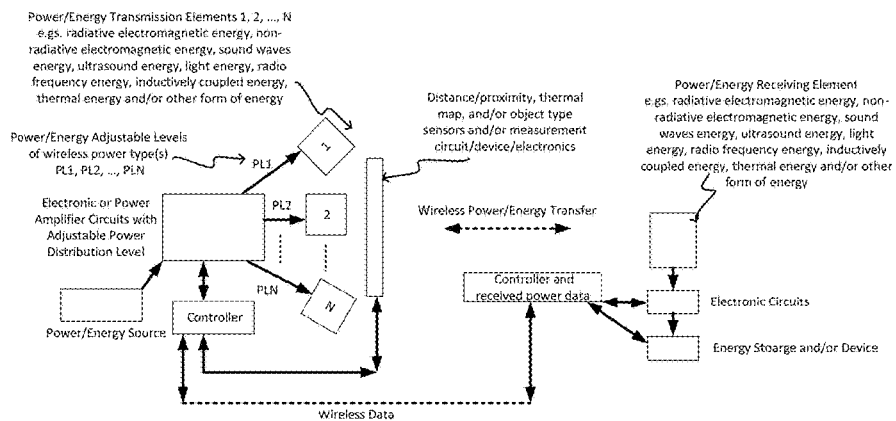 Power/Energy Transmission Elements 1, 2, ..., N
e.gs. radiative electromagnetic energy, non-
radiative electromagnetic energy, sound waves
energy, ultrasound energy, light energy, radio
frequency energy, inductively coupled energy,
thermal energy and/or other form of energy
Power/Energy Adjustable Levels
of wireless power type(s)
PL1, PL2, ..., PLN
Electronic or Power
Amplifier Circuits with
Adjustable Power
Distribution Level
PL1
PL2
PLN
1
2
N
Power/Energy Source
Controller
Distance/proximity, thermal
map, and/or object type
sensors and/or measurement
circuit/device/electronics
Wireless Power/Energy Transfer
Power/Energy Receiving Element
e.gs. radiative electromagnetic energy, non-
radiative electromagnetic energy, sound
waves energy, ultrasound energy, light
energy, radio frequency energy, inductively
coupled energy, thermal energy and/or other
form of energy
Controller and
received power data
Electronic Circuits
Energy Stoarge and/or Device
Wireless Data